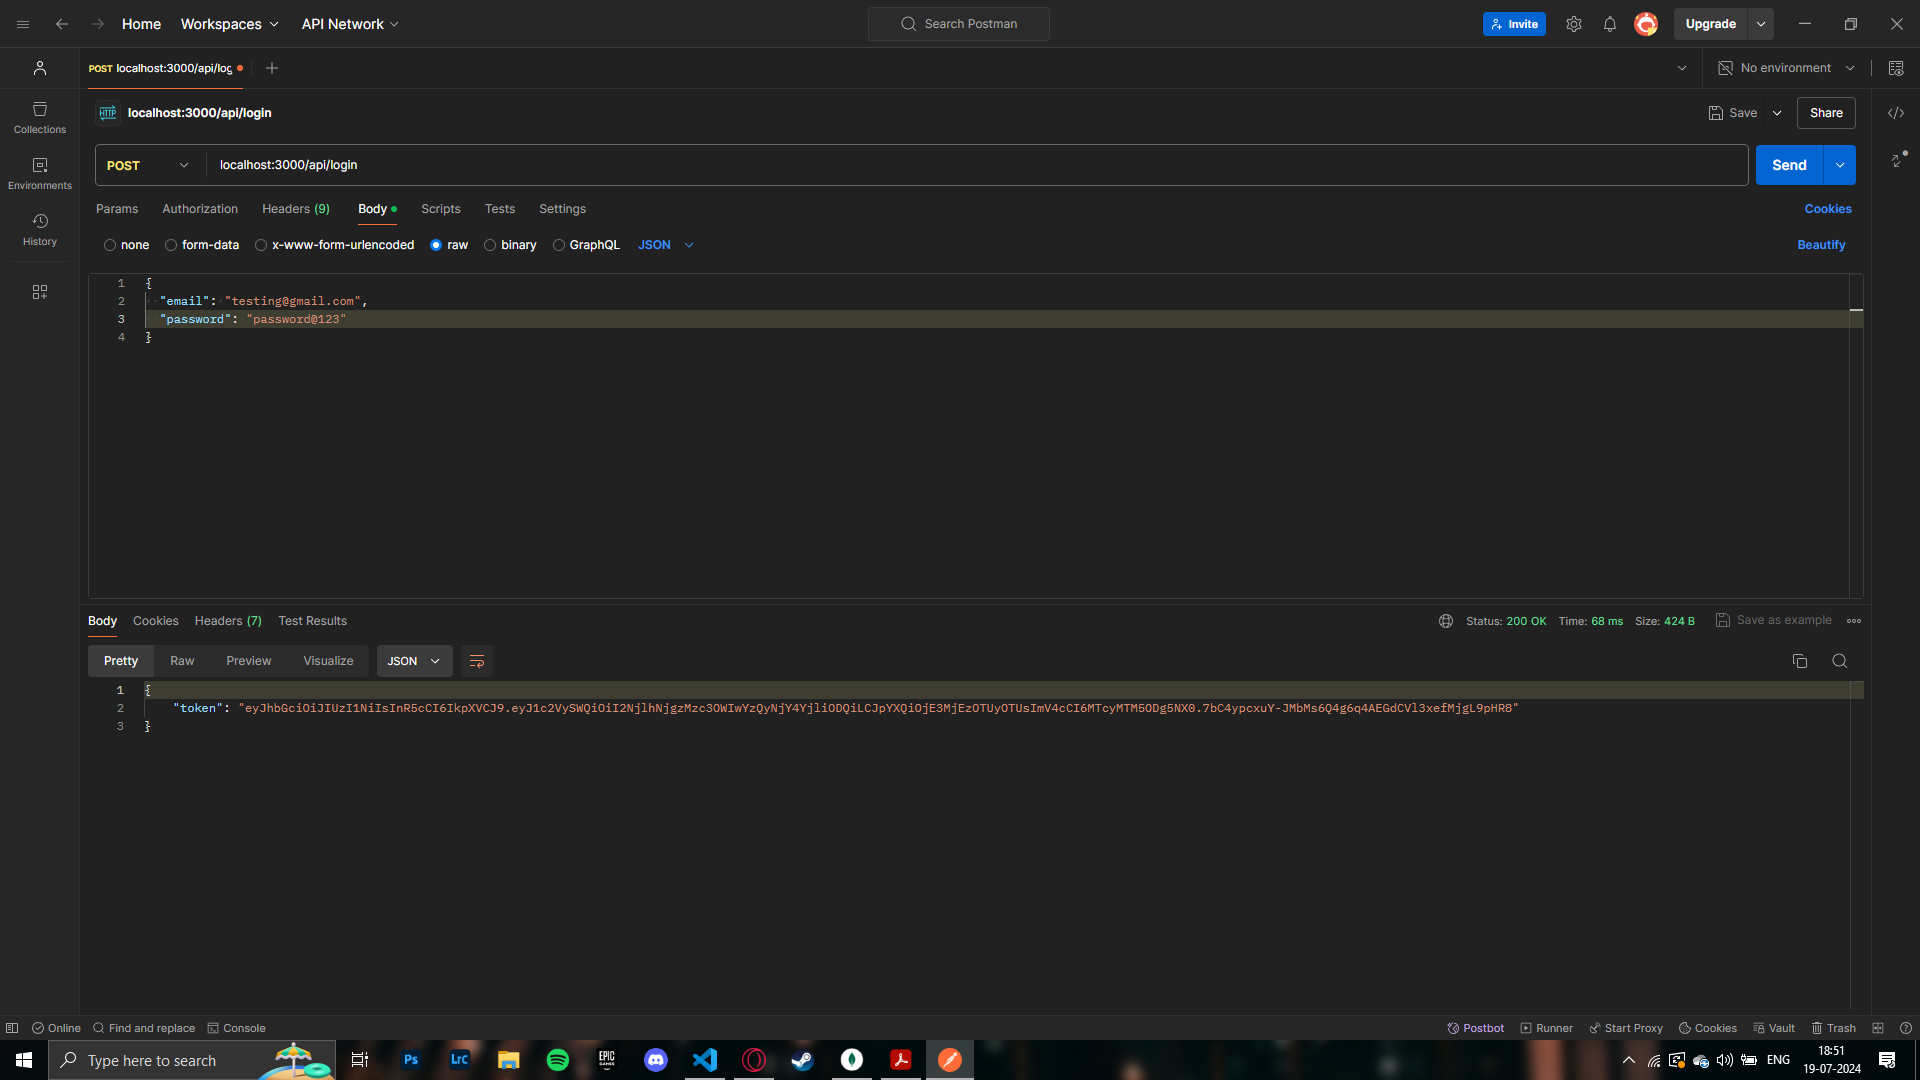 Home Workspaces API Network Search Postman Invite Upgrade
POST localhost:3000/api/log No environment
HTTP localhost:3000/api/login Save Share
Collections
POST localhost:3000/api/login Send
Environments
Params Authorization Headers (9) Body Scripts Tests Settings Cookies
History
none form-data x-www-form-urlencoded raw binary GraphQL JSON Beautify
1 {
2 "email": "testing@gmail.com",
3 "password": "password@123"
4 }
Body Cookies Headers (7) Test Results Status: 200 OK Time: 68 ms Size: 424 B Save as example
Pretty Raw Preview Visualize JSON
1 {
2 "token": "eyJhbGciOiJIUzI1NiIsInR5cCI6IkpXVCJ9.eyJ1c2VySWQiOiI2NjlhNjgzMzc3OWIwYzQyNjY4YjliODQiLCJpYXQiOjE3MjEzOTUyOTUsImV4cCI6MTcyMTM5ODg5NX0.7bC4ypcxuY-JMbMs6Q4g6q4AEGdCVl3xefMjgL9pHR8"
3 }
Online Find and replace Console Postbot Runner Start Proxy Cookies Vault Trash
Type here to search Ps Lrc EPIC GAMES ENG 18:51
19-07-2024